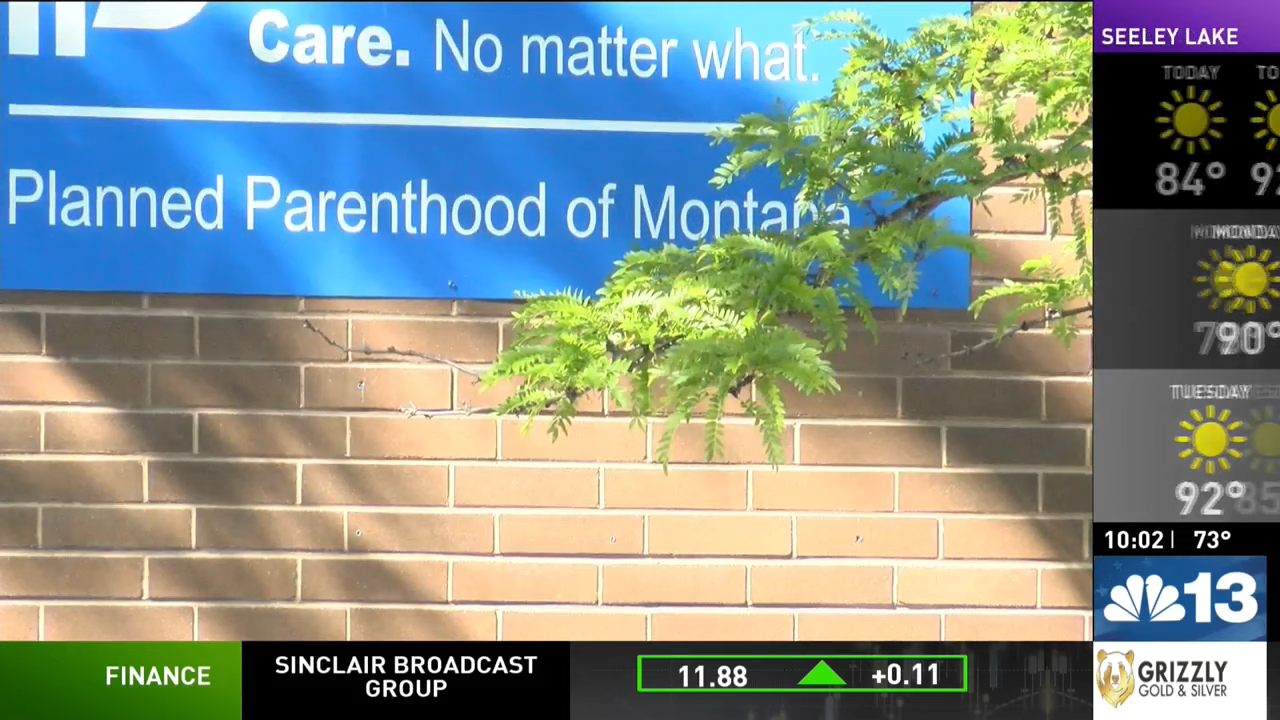 Care. No matter what.
Planned Parenthood of Montana
SEELEY LAKE
TODAY
84°
MONDAY
90°
TUESDAY
92°
10:02 | 73°
13
FINANCE
SINCLAIR BROADCAST
GROUP
11.88
+0.11
GRIZZLY
GOLD & SILVER